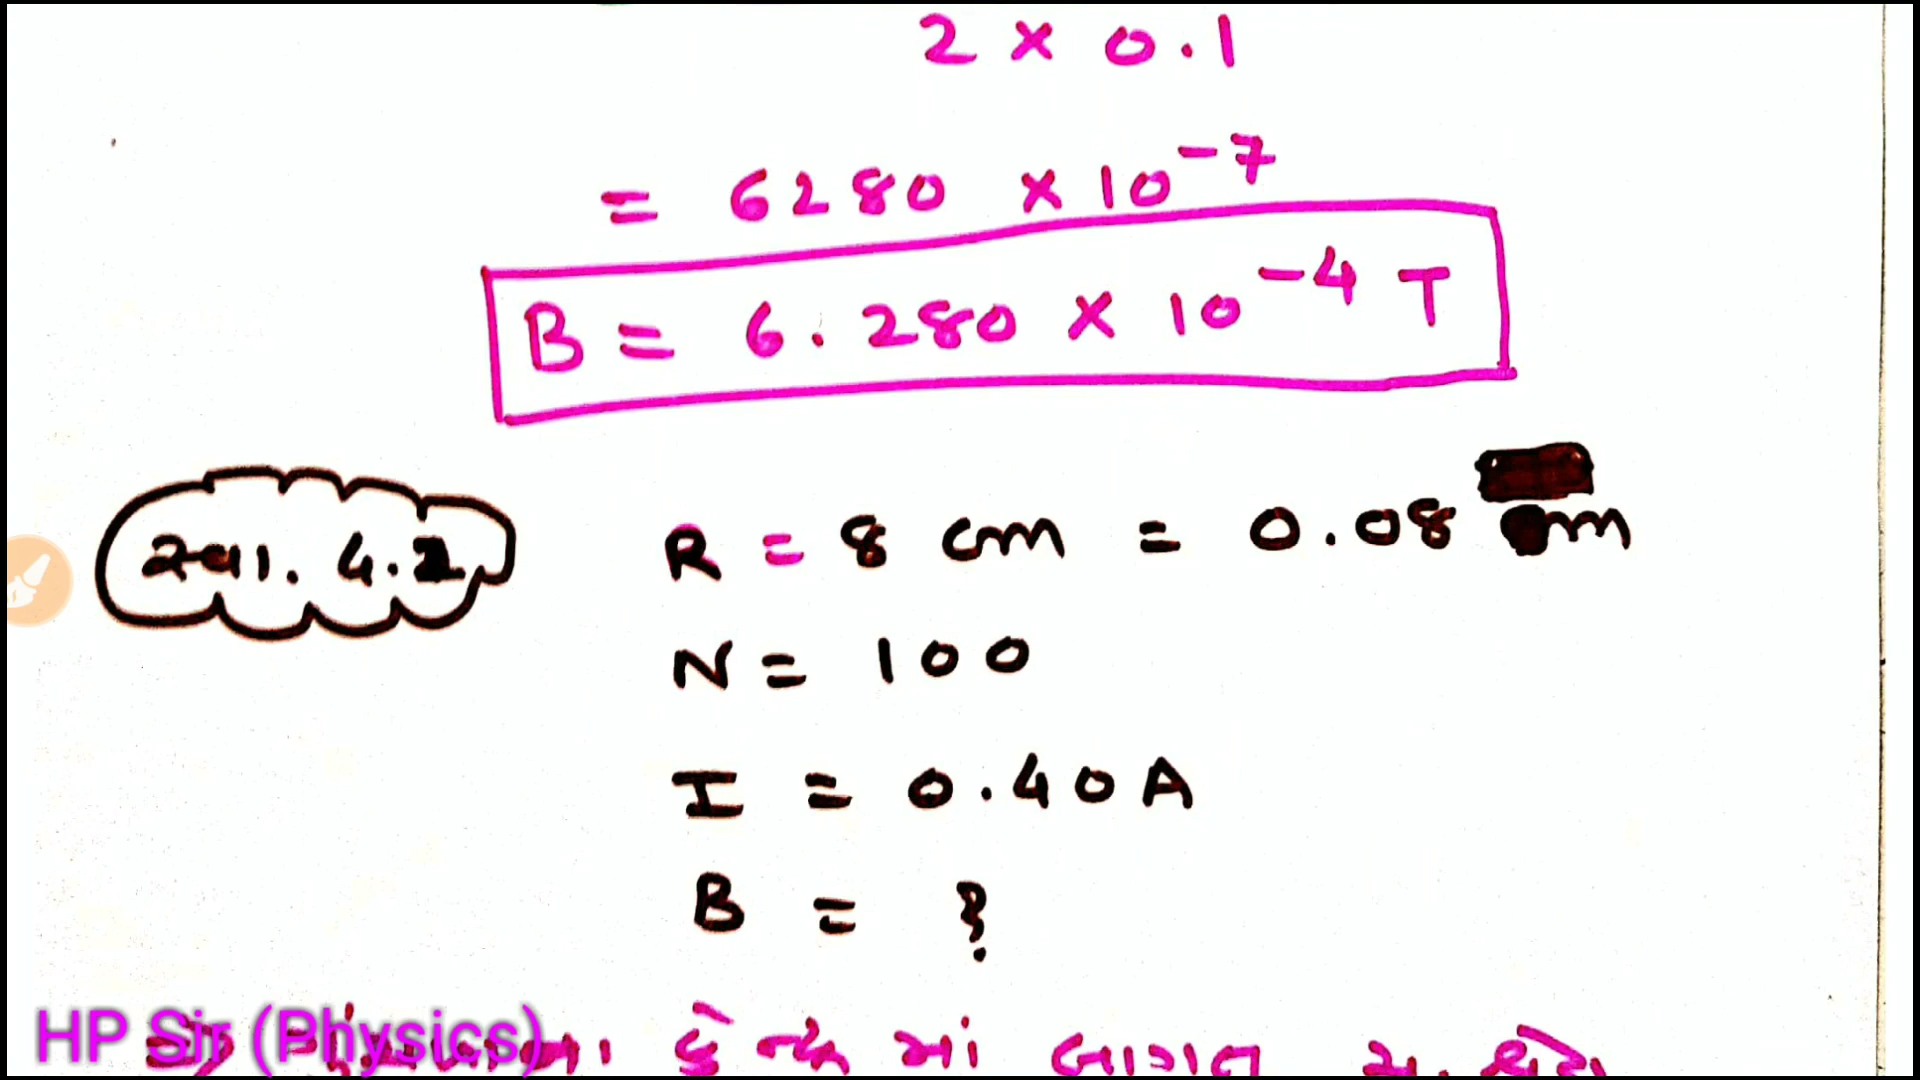 2 × 0.1
= 6280 × 10⁻⁷
B = 6.280 × 10⁻⁴ T
સ્વા. 4.2
R = 8 cm = 0.08 m
N = 100
I = 0.40 A
B = ?
HP Sir (Physics)
કેન્દ્ર માં લાગતું ચુ. ક્ષેત્ર